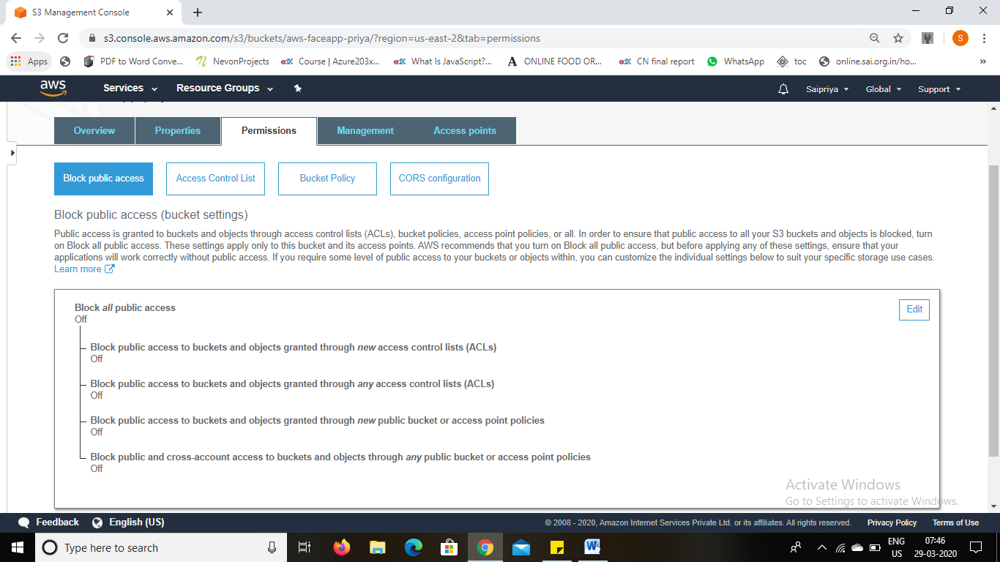 S3 Management Console
s3.console.aws.amazon.com/s3/buckets/aws-faceapp-priya/?region=us-east-2&tab=permissions
S
Apps
PDF to Word Conve...
NevonProjects
edX
Course | Azure203x...
edX
What Is JavaScript?...
A
ONLINE FOOD OR...
edX
CN final report
WhatsApp
toc
online.sai.org.in/ho...
»
aws
Services
Resource Groups
Saipriya
Global
Support
Overview
Properties
Permissions
Management
Access points
Block public access
Access Control List
Bucket Policy
CORS configuration
Block public access (bucket settings)
Public access is granted to buckets and objects through access control lists (ACLs), bucket policies, access point policies, or all. In order to ensure that public access to all your S3 buckets and objects is blocked, turn
on Block all public access. These settings apply only to this bucket and its access points. AWS recommends that you turn on Block all public access, but before applying any of these settings, ensure that your
applications will work correctly without public access. If you require some level of public access to your buckets or objects within, you can customize the individual settings below to suit your specific storage use cases.
Learn more
Block all public access
Edit
Off
Block public access to buckets and objects granted through new access control lists (ACLs)
Off
Block public access to buckets and objects granted through any access control lists (ACLs)
Off
Block public access to buckets and objects granted through new public bucket or access point policies
Off
Block public and cross-account access to buckets and objects through any public bucket or access point policies
Off
Activate Windows
Go to Settings to activate Windows.
Feedback
English (US)
© 2008 - 2020, Amazon Internet Services Private Ltd. or its affiliates. All rights reserved.
Privacy Policy
Terms of Use
Type here to search
W
ENG
US
07:46
29-03-2020